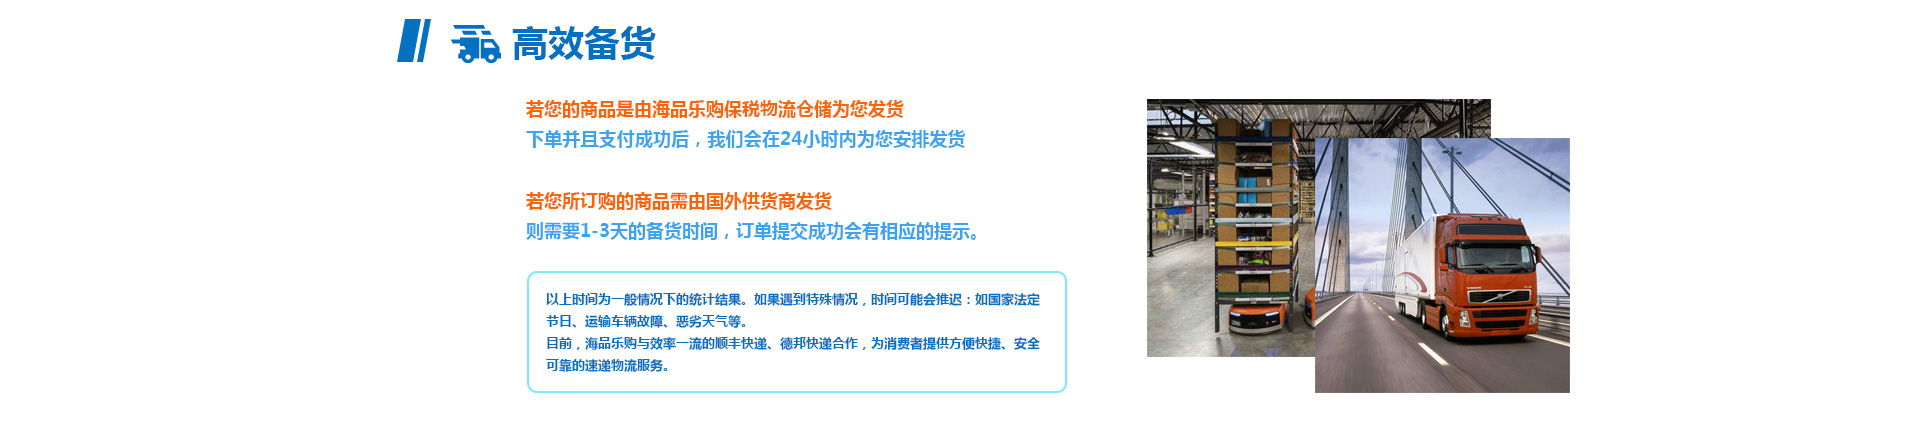 高效备货
若您的商品是由海品乐购保税物流仓储为您发货
下单并且支付成功后，我们会在24小时内为您安排发货
若您所订购的商品需由国外供货商发货
则需要1-3天的备货时间，订单提交成功会有相应的提示。
以上时间为一般情况下的统计结果。如果遇到特殊情况，时间可能会推迟：如国家法定
节日、运输车辆故障、恶劣天气等。
目前，海品乐购与效率一流的顺丰快递、德邦快递合作，为消费者提供方便快捷、安全
可靠的速递物流服务。